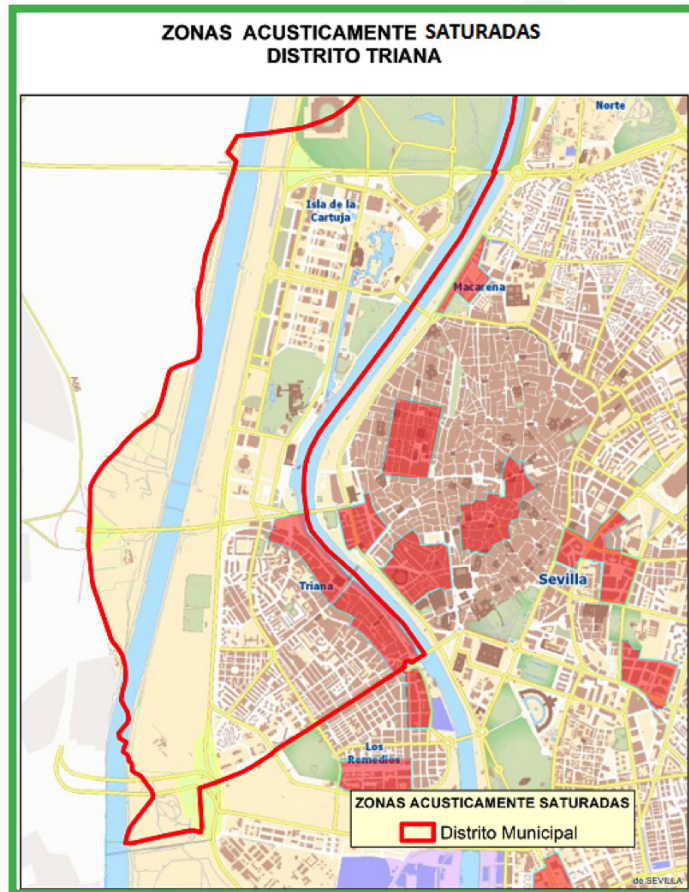 ZONAS ACUSTICAMENTE SATURADAS
DISTRITO TRIANA
Norte
Isla de la
Cartuja
Macarena
A66
Triana
Sevilla
Los
Remedios
ZONAS ACUSTICAMENTE SATURADAS
Distrito Municipal
de SEVILLA